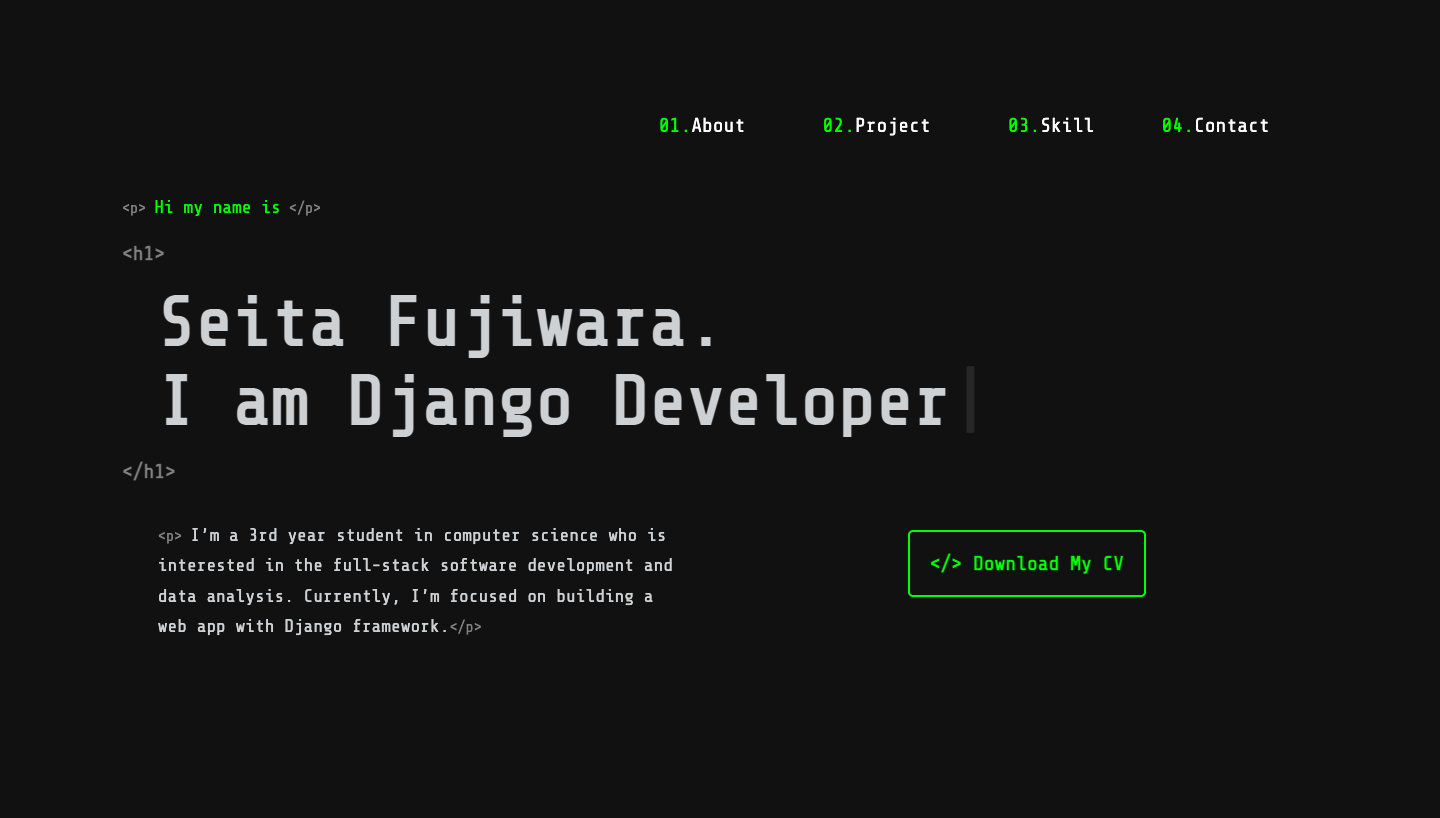 01.About 02.Project 03.Skill 04.Contact
<p> Hi my name is </p>
<h1>
Seita Fujiwara.
I am Django Developer
</h1>
<p> I’m a 3rd year student in computer science who is
interested in the full-stack software development and
data analysis. Currently, I’m focused on building a
web app with Django framework.</p>
</> Download My CV